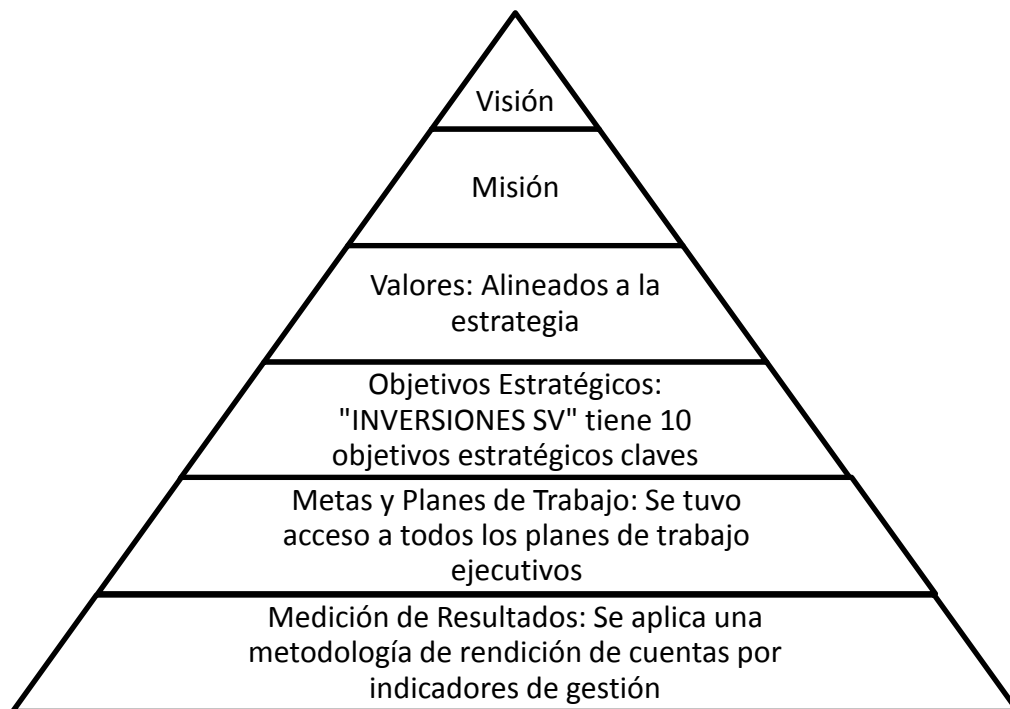 Visión
Misión
Valores: Alineados a la
estrategia
Objetivos Estratégicos:
"INVERSIONES SV" tiene 10
objetivos estratégicos claves
Metas y Planes de Trabajo: Se tuvo
acceso a todos los planes de trabajo
ejecutivos
Medición de Resultados: Se aplica una
metodología de rendición de cuentas por
indicadores de gestión